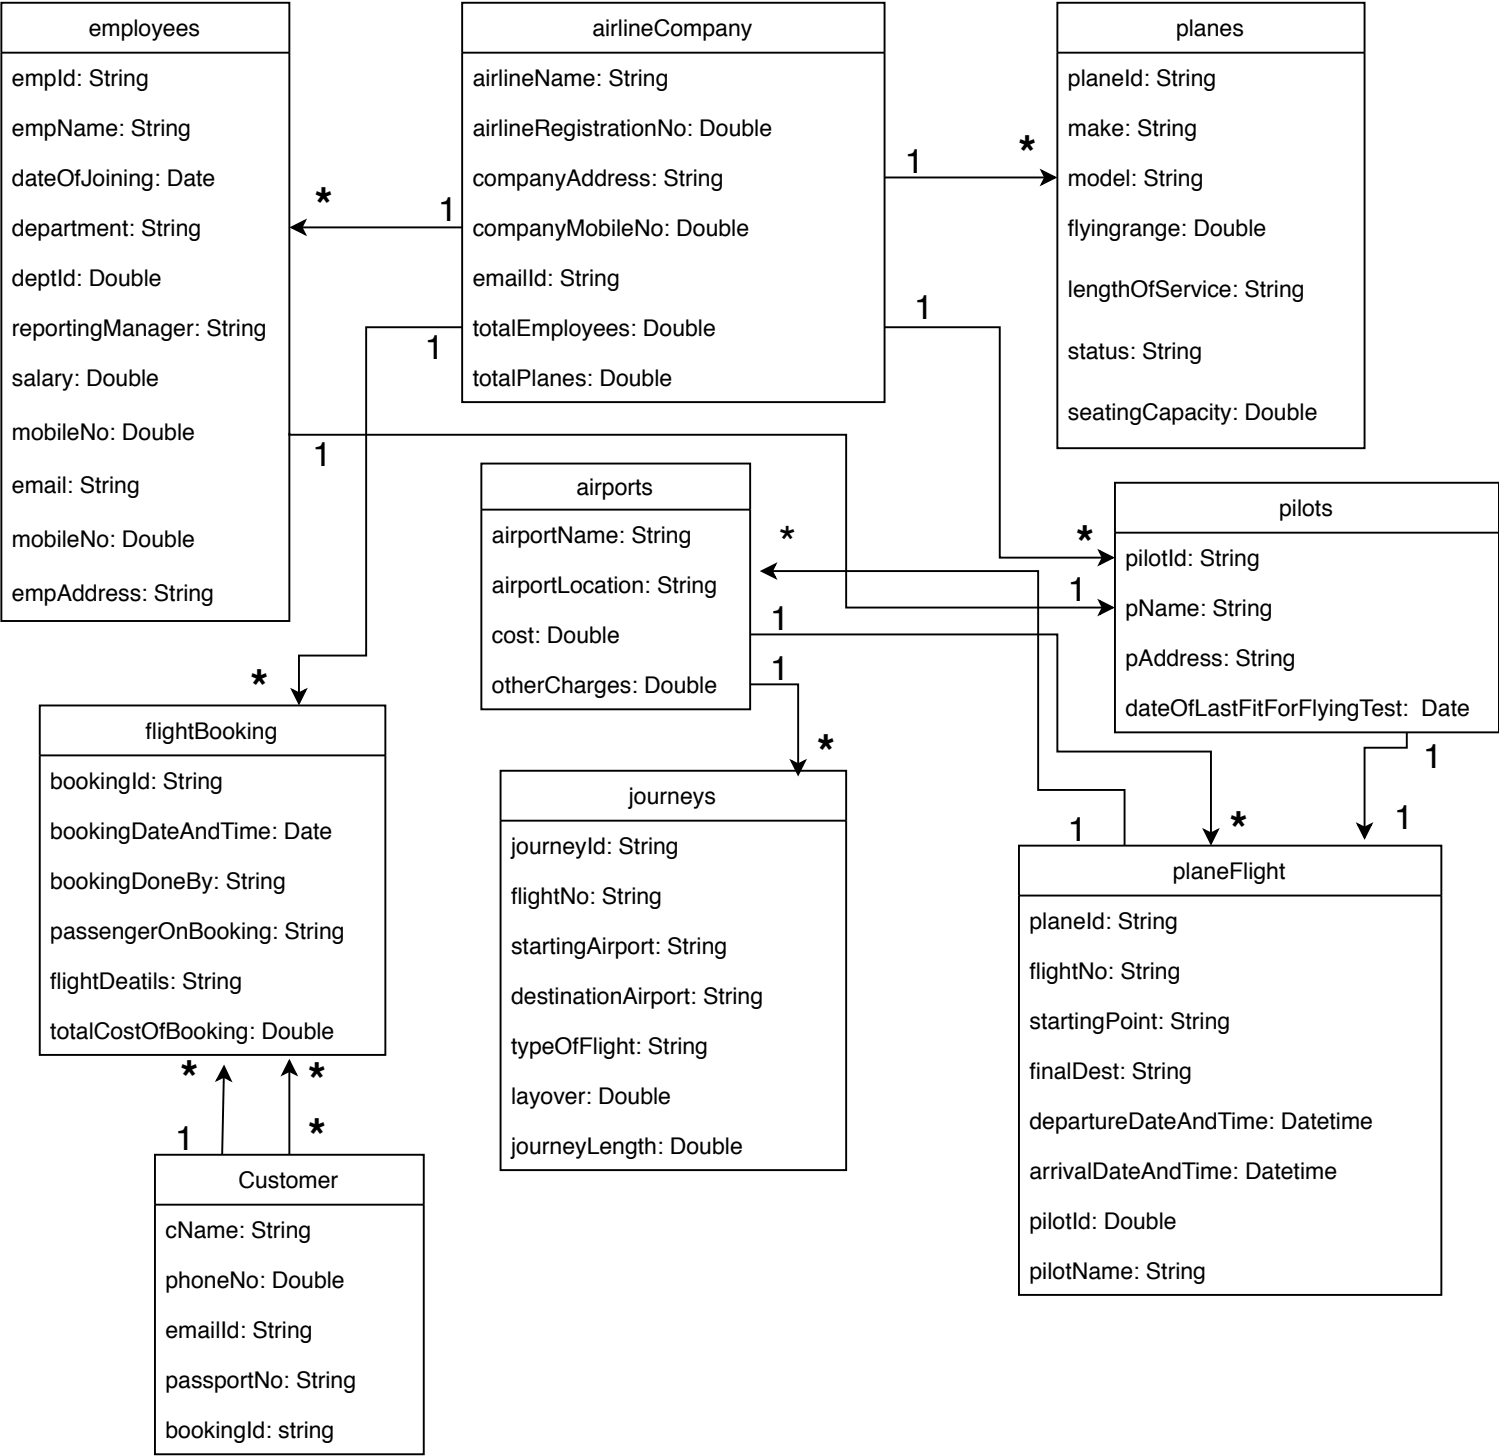 employees
empId: String
empName: String
dateOfJoining: Date
department: String
deptId: Double
reportingManager: String
salary: Double
mobileNo: Double
email: String
mobileNo: Double
empAddress: String
airlineCompany
airlineName: String
airlineRegistrationNo: Double
companyAddress: String
companyMobileNo: Double
emailId: String
totalEmployees: Double
totalPlanes: Double
planes
planeId: String
make: String
model: String
flyingrange: Double
lengthOfService: String
status: String
seatingCapacity: Double
1
*
*
1
1
1
1
*
1
*
*
1
1
*
*
1
1
1
*
airports
airportName: String
airportLocation: String
cost: Double
otherCharges: Double
pilots
pilotId: String
pName: String
pAddress: String
dateOfLastFitForFlyingTest:  Date
flightBooking
bookingId: String
bookingDateAndTime: Date
bookingDoneBy: String
passengerOnBooking: String
flightDeatils: String
totalCostOfBooking: Double
journeys
journeyId: String
flightNo: String
startingAirport: String
destinationAirport: String
typeOfFlight: String
layover: Double
journeyLength: Double
planeFlight
planeId: String
flightNo: String
startingPoint: String
finalDest: String
departureDateAndTime: Datetime
arrivalDateAndTime: Datetime
pilotId: Double
pilotName: String
*
*
1
*
Customer
cName: String
phoneNo: Double
emailId: String
passportNo: String
bookingId: string